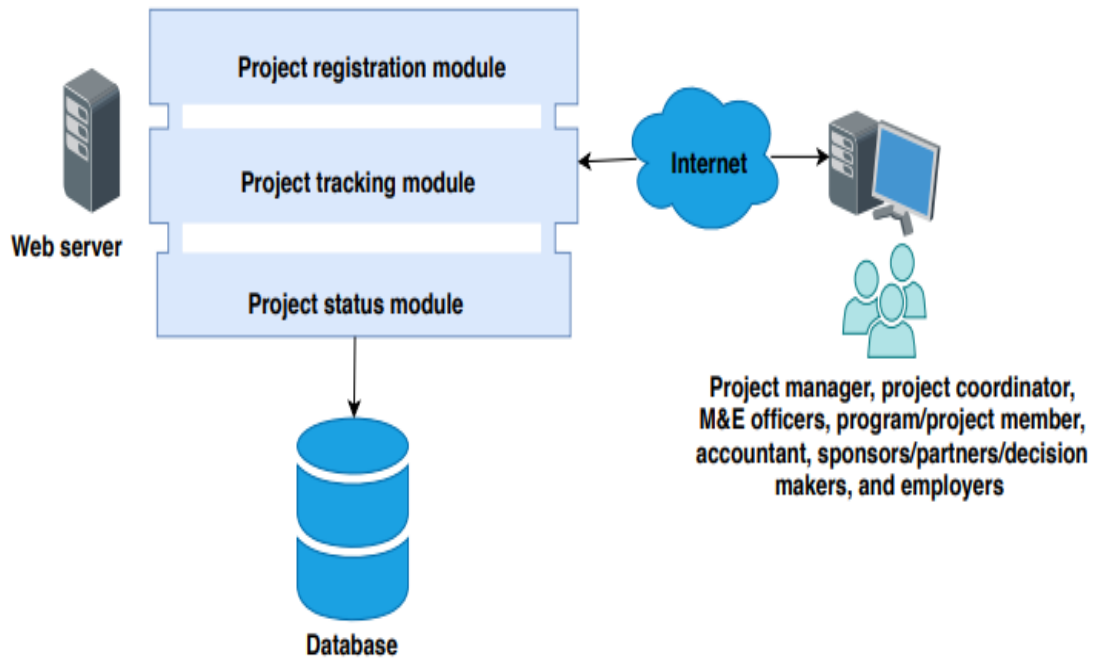 Project registration module
Internet
Project tracking module
Web server
Project status module
Project manager, project coordinator,
M&E officers, program/project member,
accountant, sponsors/partners/decision
makers, and employers
Database